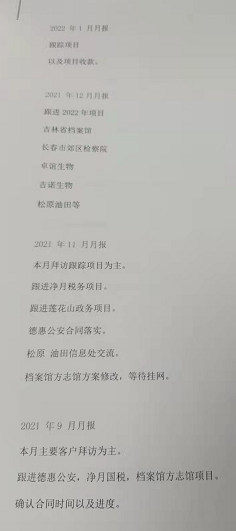 2022 年 1 月月报
跟踪项目
以及项目收款。
2021 年 12 月月报
跟进 2022 年项目
吉林省档案馆
长春市郊区检察院
卓谊生物
吉诺生物
松原油田等
2021 年 11 月月报
本月拜访跟踪项目为主。
跟进净月税务项目。
跟进莲花山政务项目。
德惠公安合同落实。
松原 油田信息处交流。
档案馆方志馆方案修改，等待挂网。
2021 年 9 月月报
本月主要客户拜访为主。
跟进德惠公安，净月国税，档案馆方志馆项目。
确认合同时间以及进度。